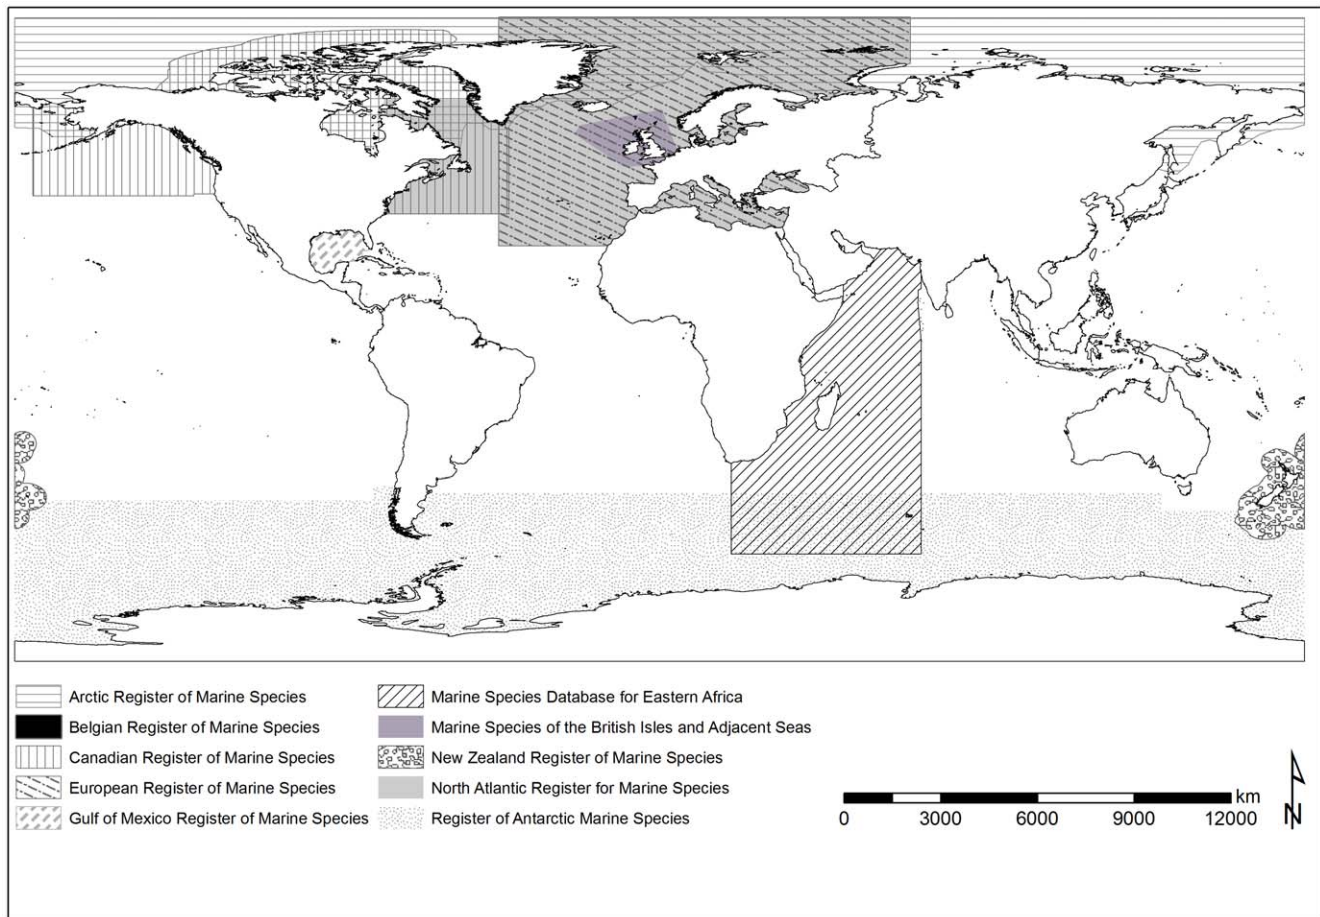 Arctic Register of Marine Species
Belgian Register of Marine Species
Canadian Register of Marine Species
European Register of Marine Species
Gulf of Mexico Register of Marine Species
Marine Species Database for Eastern Africa
Marine Species of the British Isles and Adjacent Seas
New Zealand Register of Marine Species
North Atlantic Register for Marine Species
Register of Antarctic Marine Species
km
0 3000 6000 9000 12000
N